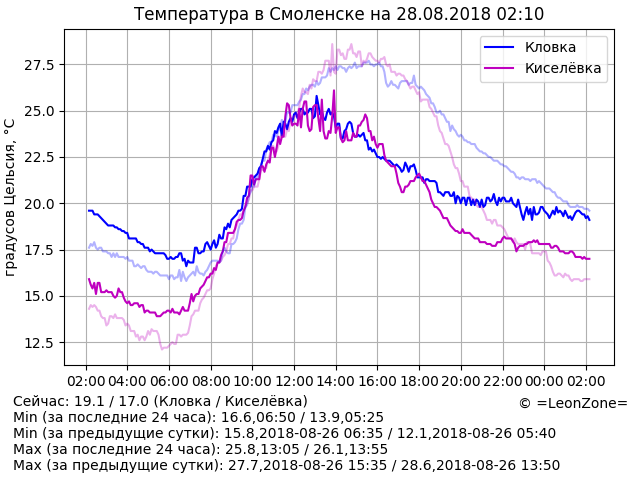 Температура в Смоленске на 28.08.2018 02:10
Кловка
Киселёвка
градусов Цельсия, °C
27.5
25.0
22.5
20.0
17.5
15.0
12.5
02:00 04:00 06:00 08:00 10:00 12:00 14:00 16:00 18:00 20:00 22:00 00:00 02:00
Сейчас: 19.1 / 17.0 (Кловка / Киселёвка)
© =LeonZone=
Min (за последние 24 часа): 16.6,06:50 / 13.9,05:25
Min (за предыдущие сутки): 15.8,2018-08-26 06:35 / 12.1,2018-08-26 05:40
Max (за последние 24 часа): 25.8,13:05 / 26.1,13:55
Max (за предыдущие сутки): 27.7,2018-08-26 15:35 / 28.6,2018-08-26 13:50